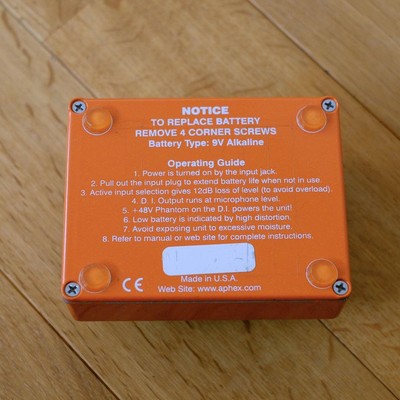 NOTICE
TO REPLACE BATTERY
REMOVE 4 CORNER SCREWS
Battery Type: 9V Alkaline
Operating Guide
1. Power is turned on by the input jack.
2. Pull out the input plug to extend battery life when not in use.
3. Active input selection gives 12dB loss of level (to avoid overload).
4. D. I. Output runs at microphone level.
5. +48V Phantom on the D.I. powers the unit!
6. Low battery is indicated by high distortion.
7. Avoid exposing unit to excessive moisture.
8. Refer to manual or web site for complete instructions.
CE
Made in U.S.A.
Web Site: www.aphex.com